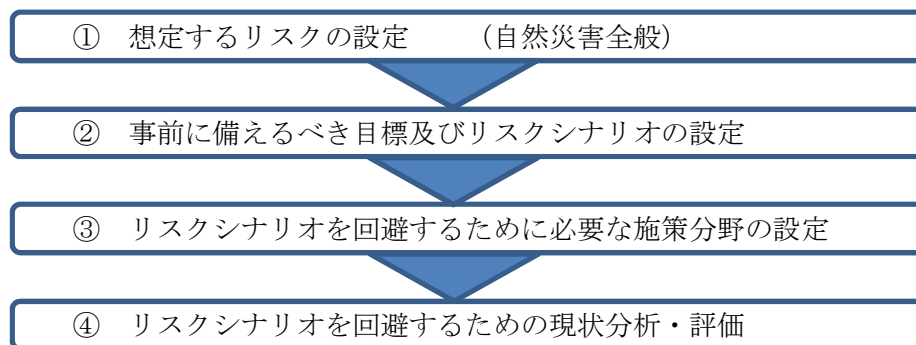 ① 想定するリスクの設定　　（自然災害全般）
② 事前に備えるべき目標及びリスクシナリオの設定
③ リスクシナリオを回避するために必要な施策分野の設定
④ リスクシナリオを回避するための現状分析・評価